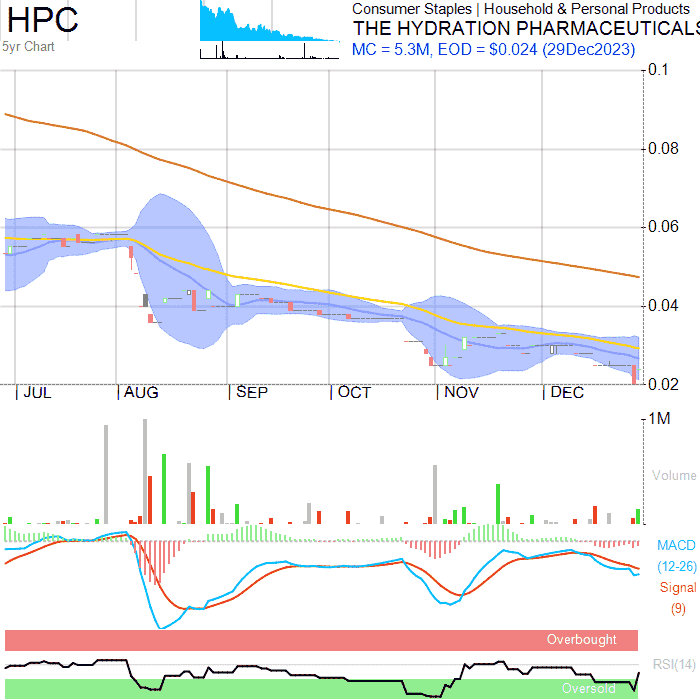 HPC
5yr Chart
Consumer Staples | Household & Personal Products
THE HYDRATION PHARMACEUTICALS
MC = 5.3M, EOD = $0.024 (29Dec2023)
0.1
0.08
0.06
0.04
0.02
JUL AUG SEP OCT NOV DEC
1M
Volume
MACD
(12-26)
Signal
(9)
Overbought
RSI(14)
Oversold